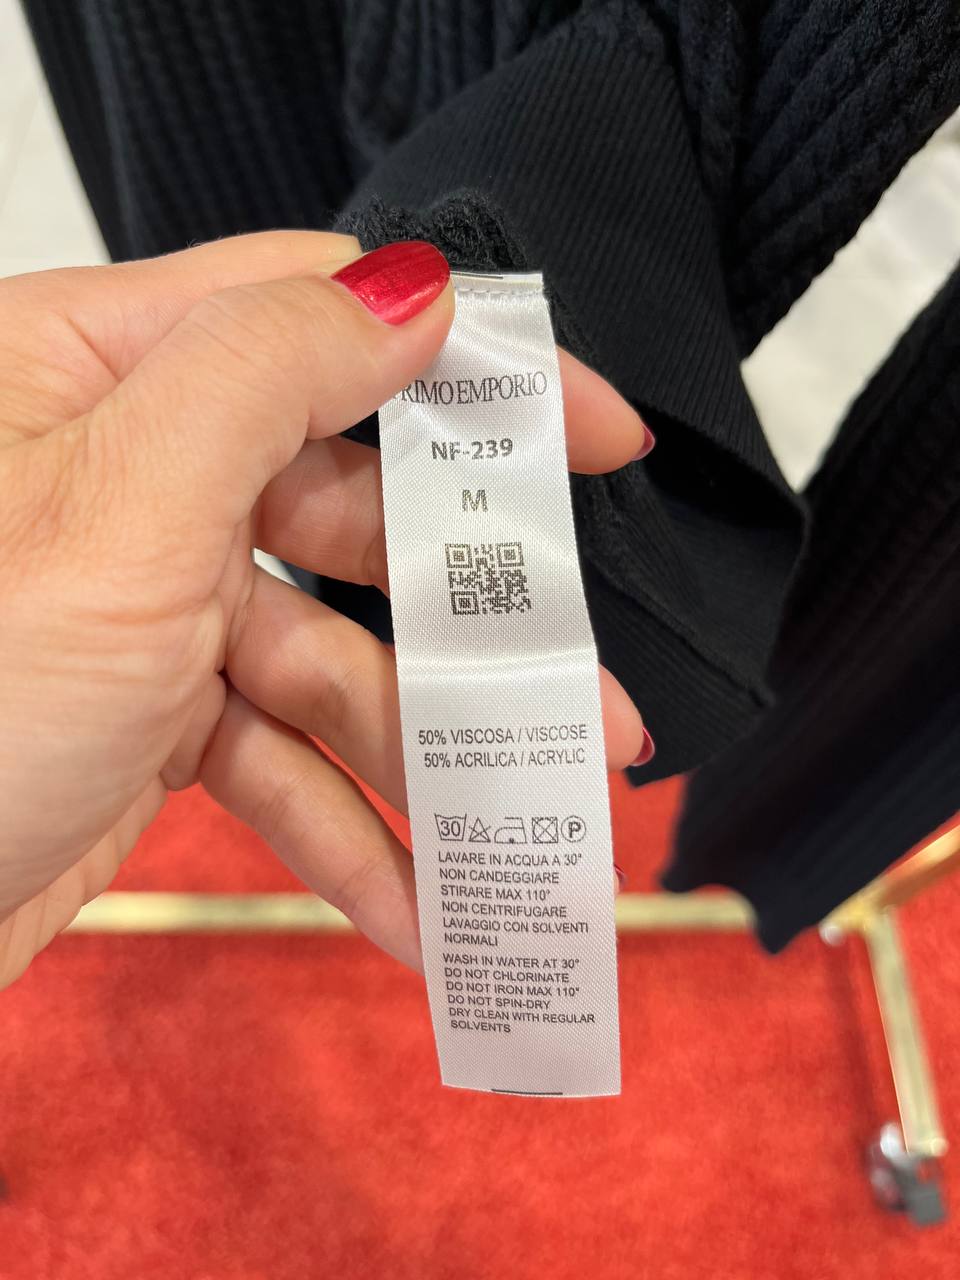 RIMO EMPORIO
NF-239
M
50% VISCOSA / VISCOSE
50% ACRILICA / ACRYLIC
30 P
LAVARE IN ACQUA A 30°
NON CANDEGGIARE
STIRARE MAX 110°
NON CENTRIFUGARE
LAVAGGIO CON SOLVENTI
NORMALI
WASH IN WATER AT 30°
DO NOT CHLORINATE
DO NOT IRON MAX 110°
DO NOT SPIN-DRY
DRY CLEAN WITH REGULAR
SOLVENTS